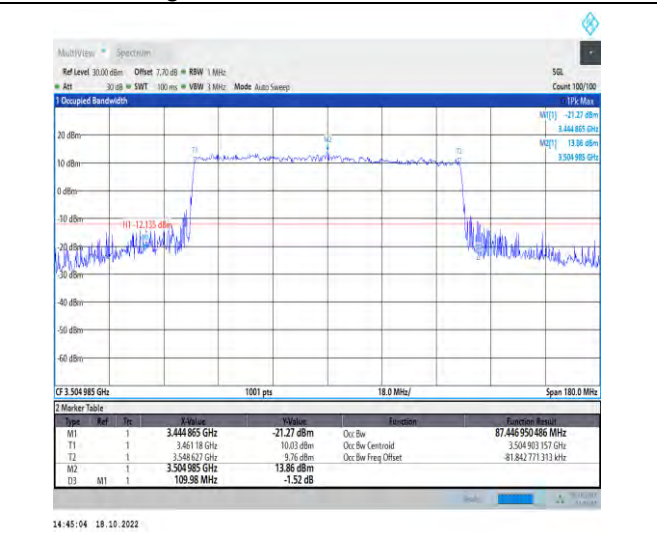 MultiView Spectrum
Ref Level 30.00 dBm Offset 7.70 dB RBW 1 MHz SGL
Att 30 dB SWT 100 ms VBW 3 MHz Mode Auto Sweep Count 100/100
1 Occupied Bandwidth 1Pk Max
M1[1] -21.27 dBm
3.444 865 GHz
20 dBm M2[1] 13.86 dBm
M2
T1 T2 3.504 985 GHz
10 dBm
0 dBm
-10 dBm
H1 -12.135 dBm
-20 dBm
-30 dBm
-40 dBm
-50 dBm
-60 dBm
CF 3.504 985 GHz 1001 pts 18.0 MHz/ Span 180.0 MHz
2 Marker Table
Type Ref Trc X-Value Y-Value Function Function Result
M1 1 3.444 865 GHz -21.27 dBm Occ Bw 87.446 950 486 MHz
T1 1 3.461 18 GHz 10.03 dBm Occ Bw Centroid 3.504 903 157 GHz
T2 1 3.548 627 GHz 9.76 dBm Occ Bw Freq Offset -81.842 771 313 kHz
M2 1 3.504 985 GHz 13.86 dBm
D3 M1 1 109.98 MHz -1.52 dB
14:45:04 18.10.2022